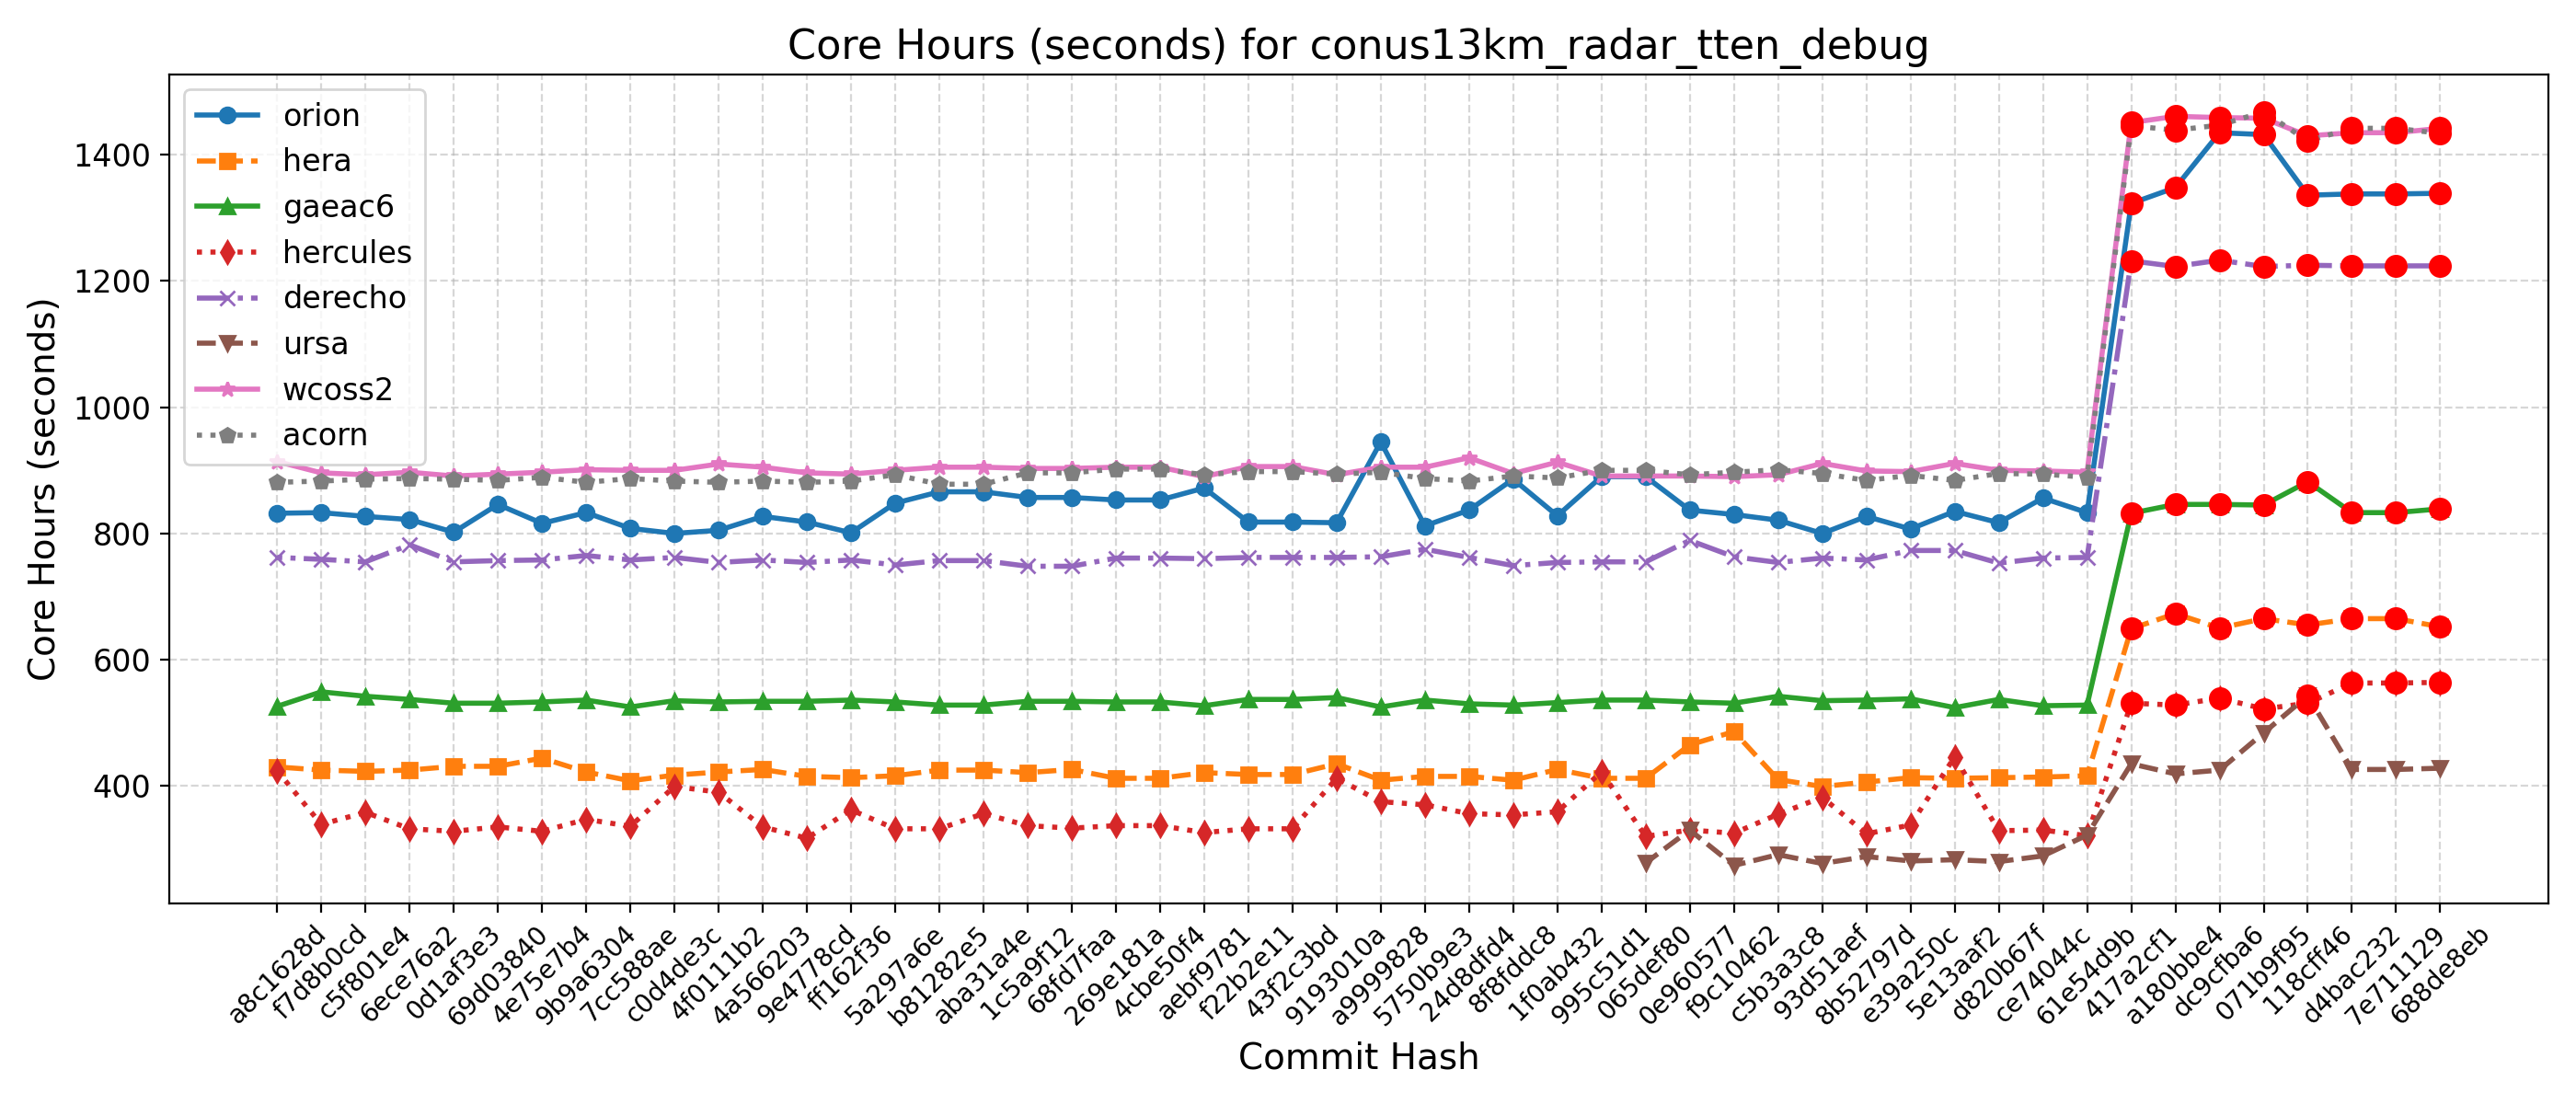 Core Hours (seconds) for conus13km_radar_tten_debug
orion
hera
gaeac6
hercules
derecho
ursa
wcoss2
acorn
Core Hours (seconds)
1400
1200
1000
800
600
400
a8c1628d
f7d8b0cd
c5f801e4
6ece76a2
0d1af3e3
69d03840
4e75e7b4
9b9a6304
7cc588ae
c0d4de3c
4f0111b2
4a566203
9e4778cd
ff162f36
5a297a6e
b81282e5
aba31a4e
1c5a9f12
68fd7faa
269e181a
4cbe50f4
aebf9781
f22b2e11
43f2c3bd
9193010a
a9999828
5750b9e3
24d8dfd4
8f8fddc8
1f0ab432
995c51d1
065def80
0e960577
f9c10462
c5b3a3c8
93d51aef
8b52797d
e39a250c
5e13aaf2
d820b67f
ce74044c
61e54d9b
417a2cf1
a180bbe4
dc9cfba6
071b9f95
118cff46
d4bac232
7e711129
688de8eb
Commit Hash